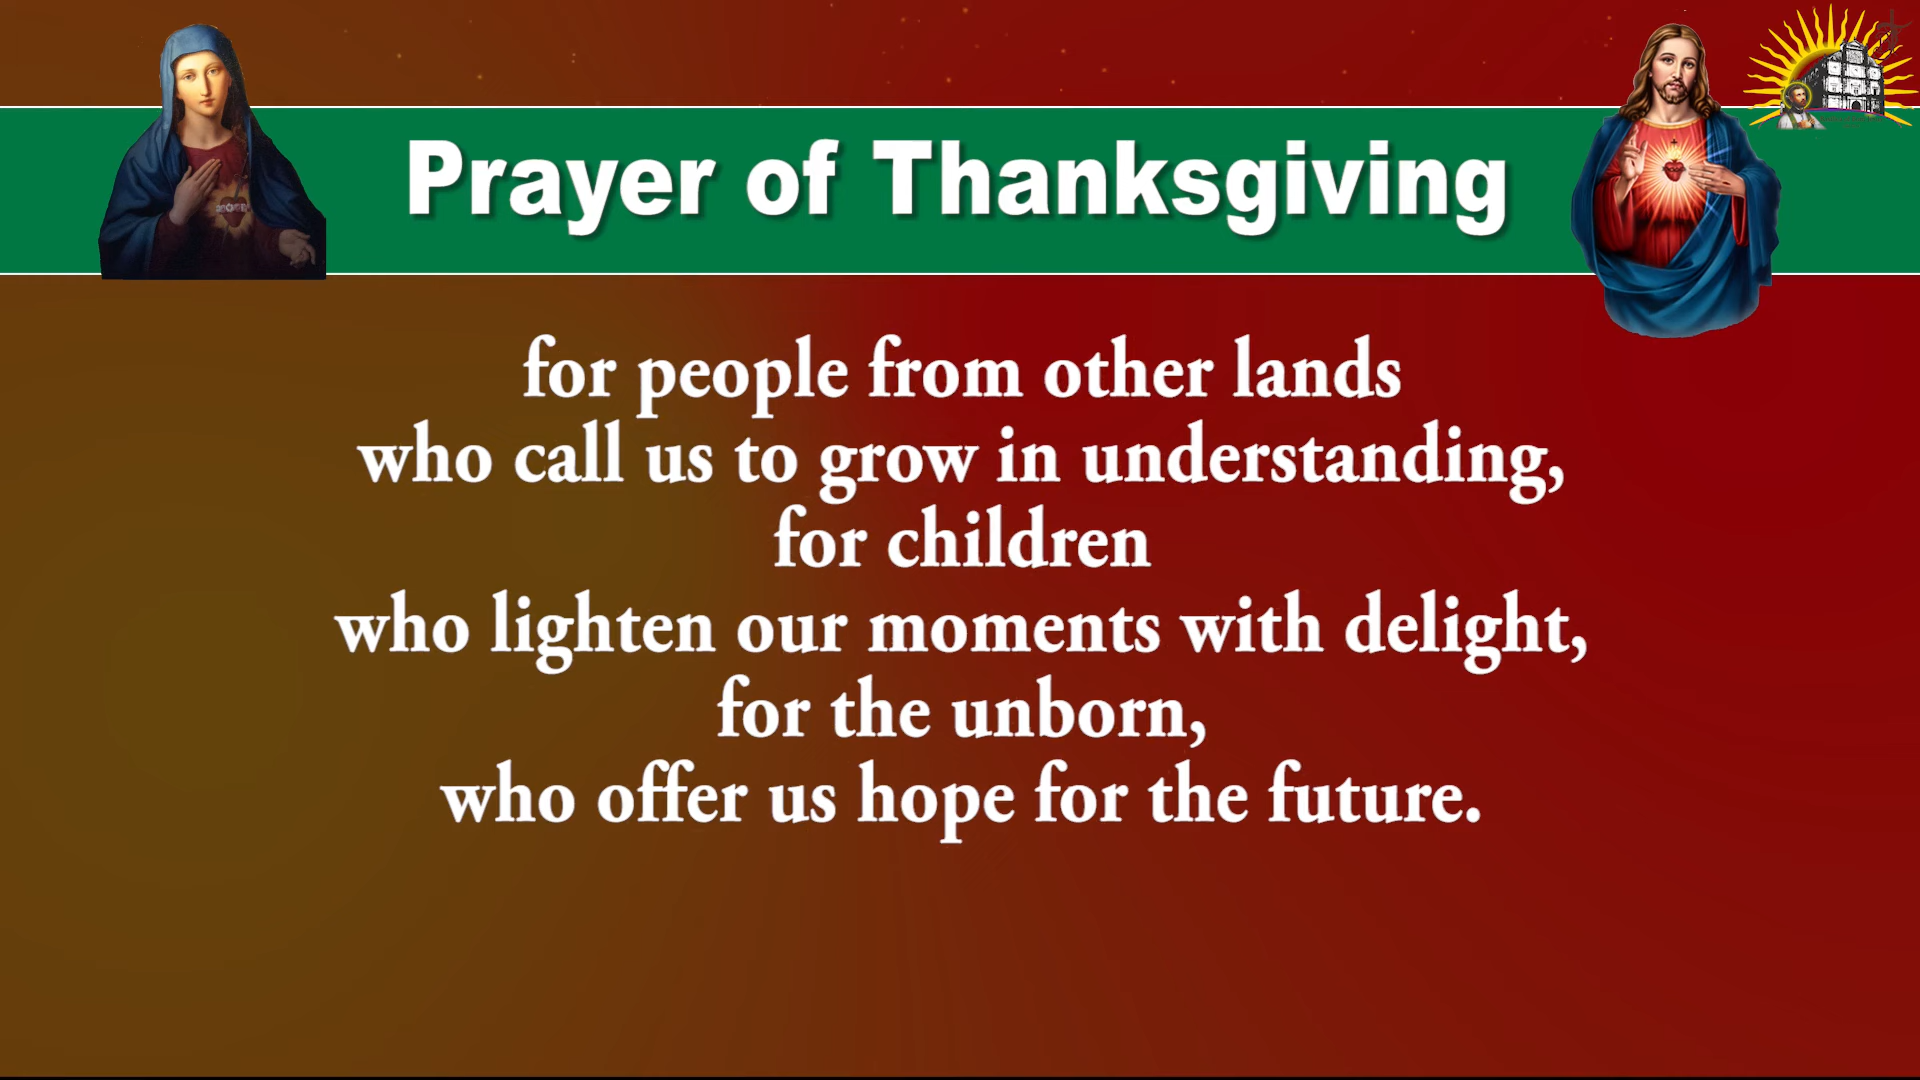 Prayer of Thanksgiving
for people from other lands
who call us to grow in understanding,
for children
who lighten our moments with delight,
for the unborn,
who offer us hope for the future.